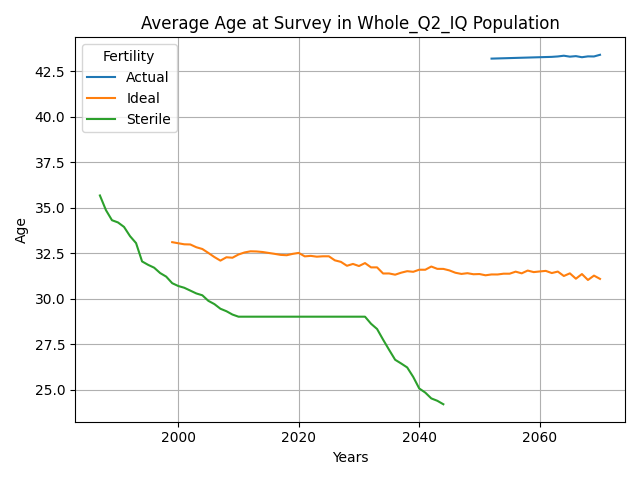 Average Age at Survey in Whole_Q2_IQ Population
Fertility
Actual
Ideal
Sterile
42.5
40.0
37.5
35.0
32.5
30.0
27.5
25.0
Age
2000
2020
2040
2060
Years